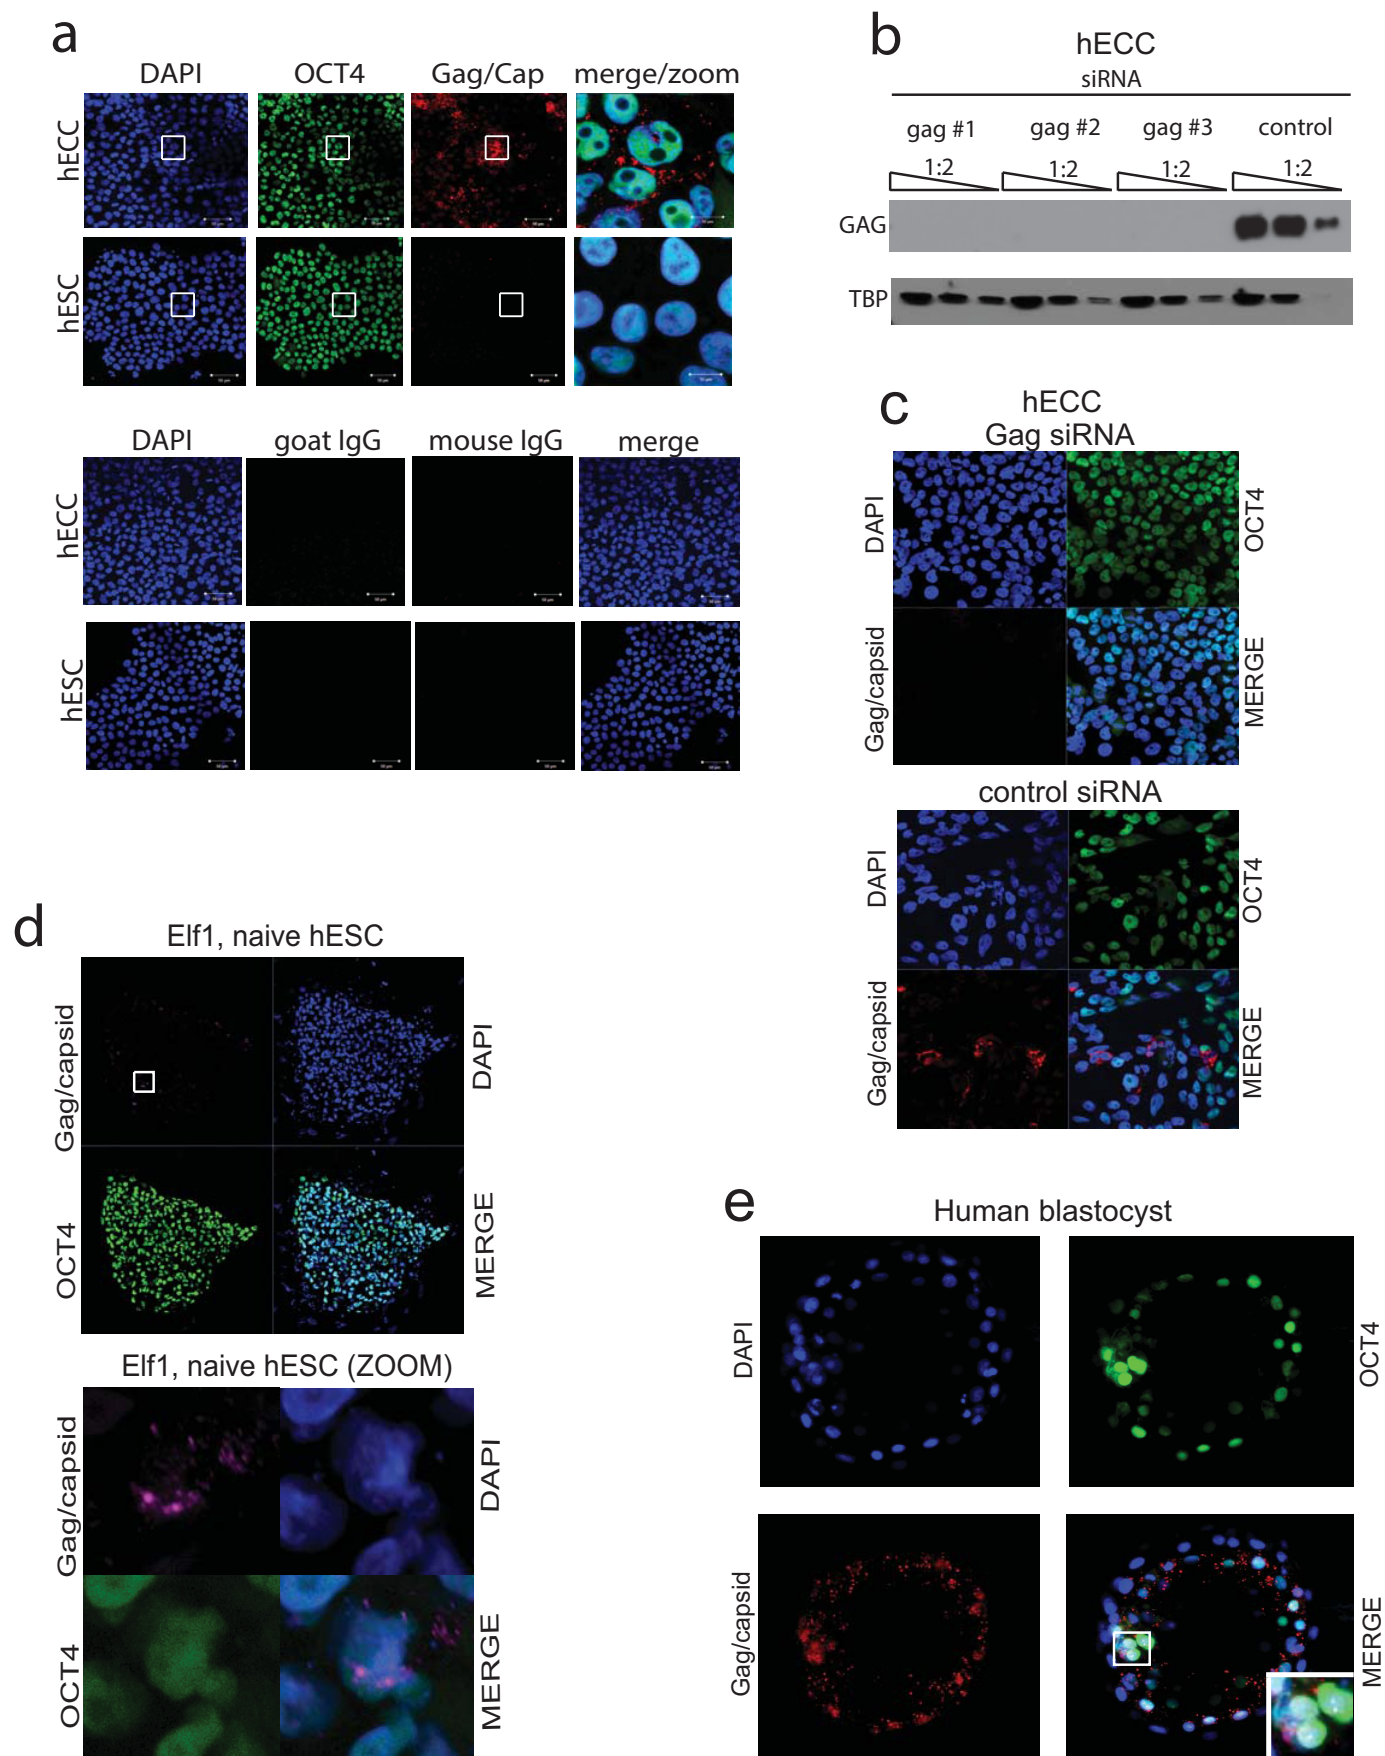 a
DAPI OCT4 Gag/Cap merge/zoom
hECC
hESC
DAPI goat IgG mouse IgG merge
hECC
hESC
b
hECC
siRNA
gag #1 gag #2 gag #3 control
1:2 1:2 1:2 1:2
GAG
TBP
c
hECC
Gag siRNA
DAPI
OCT4
Gag/capsid
MERGE
control siRNA
DAPI
OCT4
Gag/capsid
MERGE
d
Elf1, naive hESC
Gag/capsid
DAPI
OCT4
MERGE
Elf1, naive hESC (ZOOM)
Gag/capsid
DAPI
OCT4
MERGE
e
Human blastocyst
DAPI
OCT4
Gag/capsid
MERGE